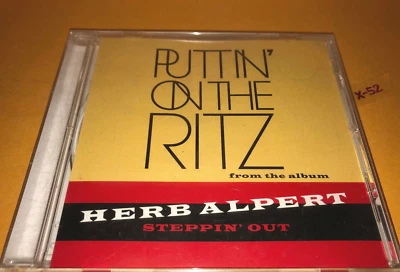 PUTTIN'
ON THE
RITZ
from the album
HERB ALPERT
STEPPIN' OUT
X-52